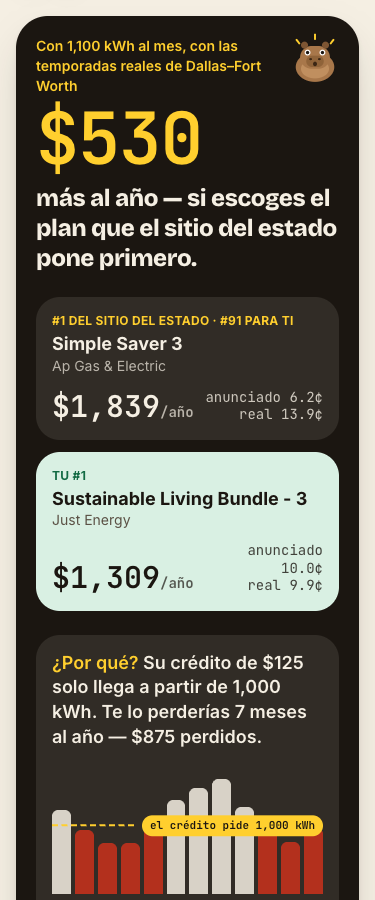 Con 1,100 kWh al mes, con las
temporadas reales de Dallas–Fort
Worth
$530
más al año — si escoges el
plan que el sitio del estado
pone primero.
#1 DEL SITIO DEL ESTADO · #91 PARA TI
Simple Saver 3
Ap Gas & Electric
$1,839/año
anunciado 6.2¢
real 13.9¢
TU #1
Sustainable Living Bundle - 3
Just Energy
$1,309/año
anunciado
10.0¢
real 9.9¢
¿Por qué? Su crédito de $125
solo llega a partir de 1,000
kWh. Te lo perderías 7 meses
al año — $875 perdidos.
el crédito pide 1,000 kWh